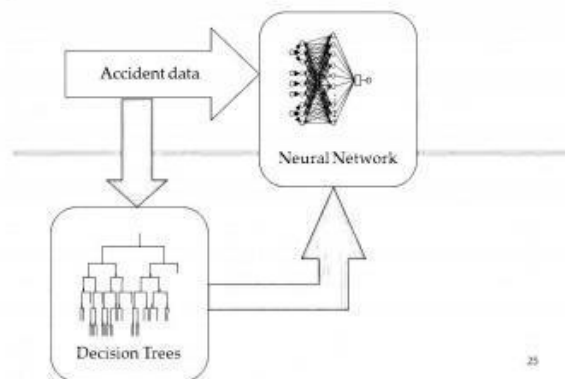 Accident data
Neural Network
Decision Trees
25